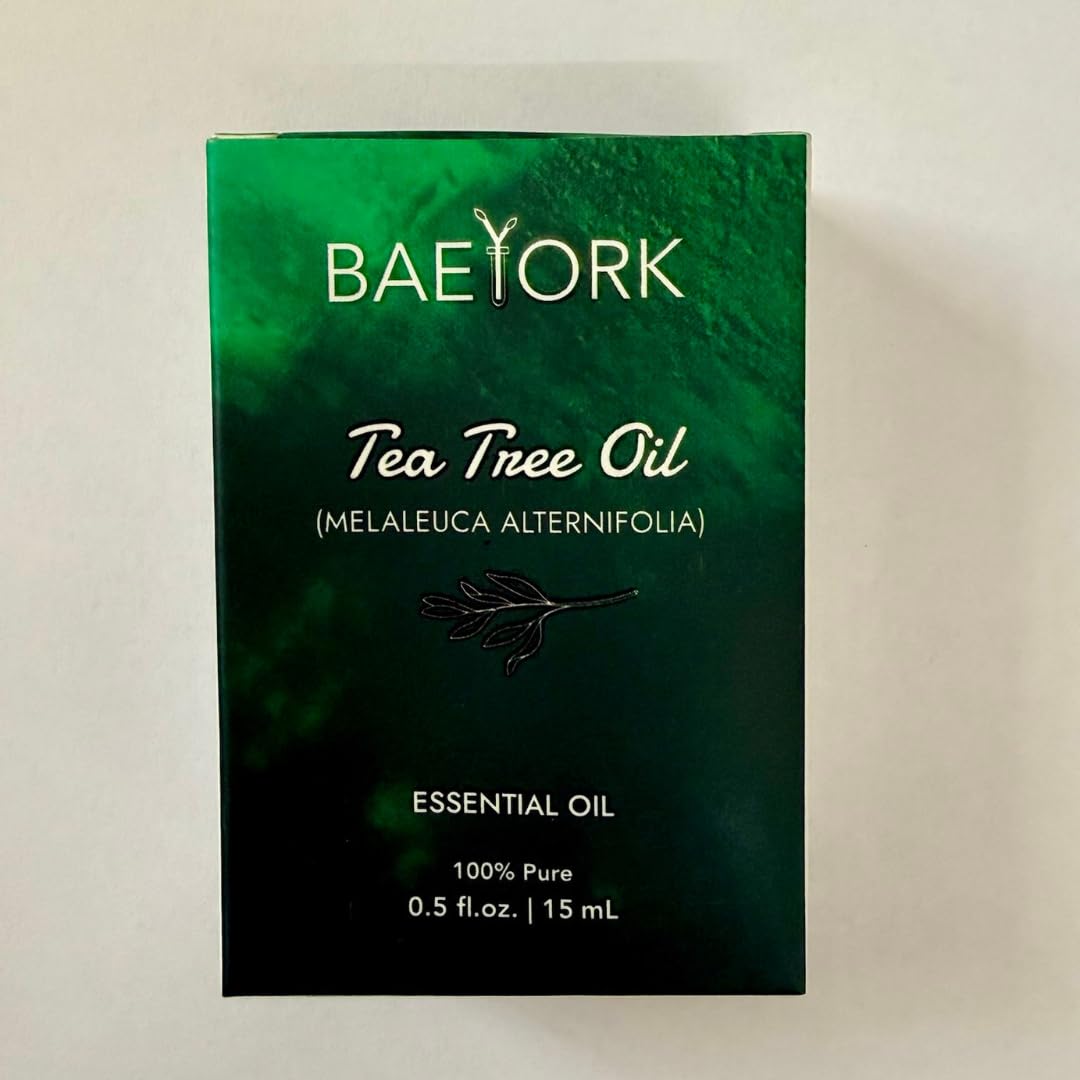 BAEYORK
Tea Tree Oil
(MELALEUCA ALTERNIFOLIA)
ESSENTIAL OIL
100% Pure
0.5 fl.oz. | 15 mL